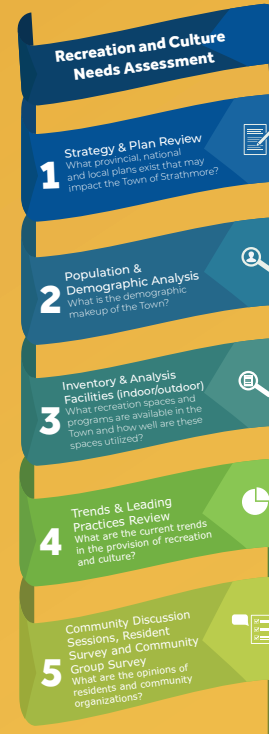 Recreation and Culture
Needs Assessment
1
Strategy & Plan Review
What provincial, national
and local plans exist that may
impact the Town of Strathmore?
2
Population &
Demographic Analysis
What is the demographic
makeup of the Town?
3
Inventory & Analysis
Facilities (indoor/outdoor)
What recreation spaces and
programs are available in the
Town and how well are these
spaces utilized?
4
Trends & Leading
Practices Review
What are the current trends
in the provision of recreation
and culture?
5
Community Discussion
Sessions, Resident
Survey and Community
Group Survey
What are the opinions of
residents and community
organizations?